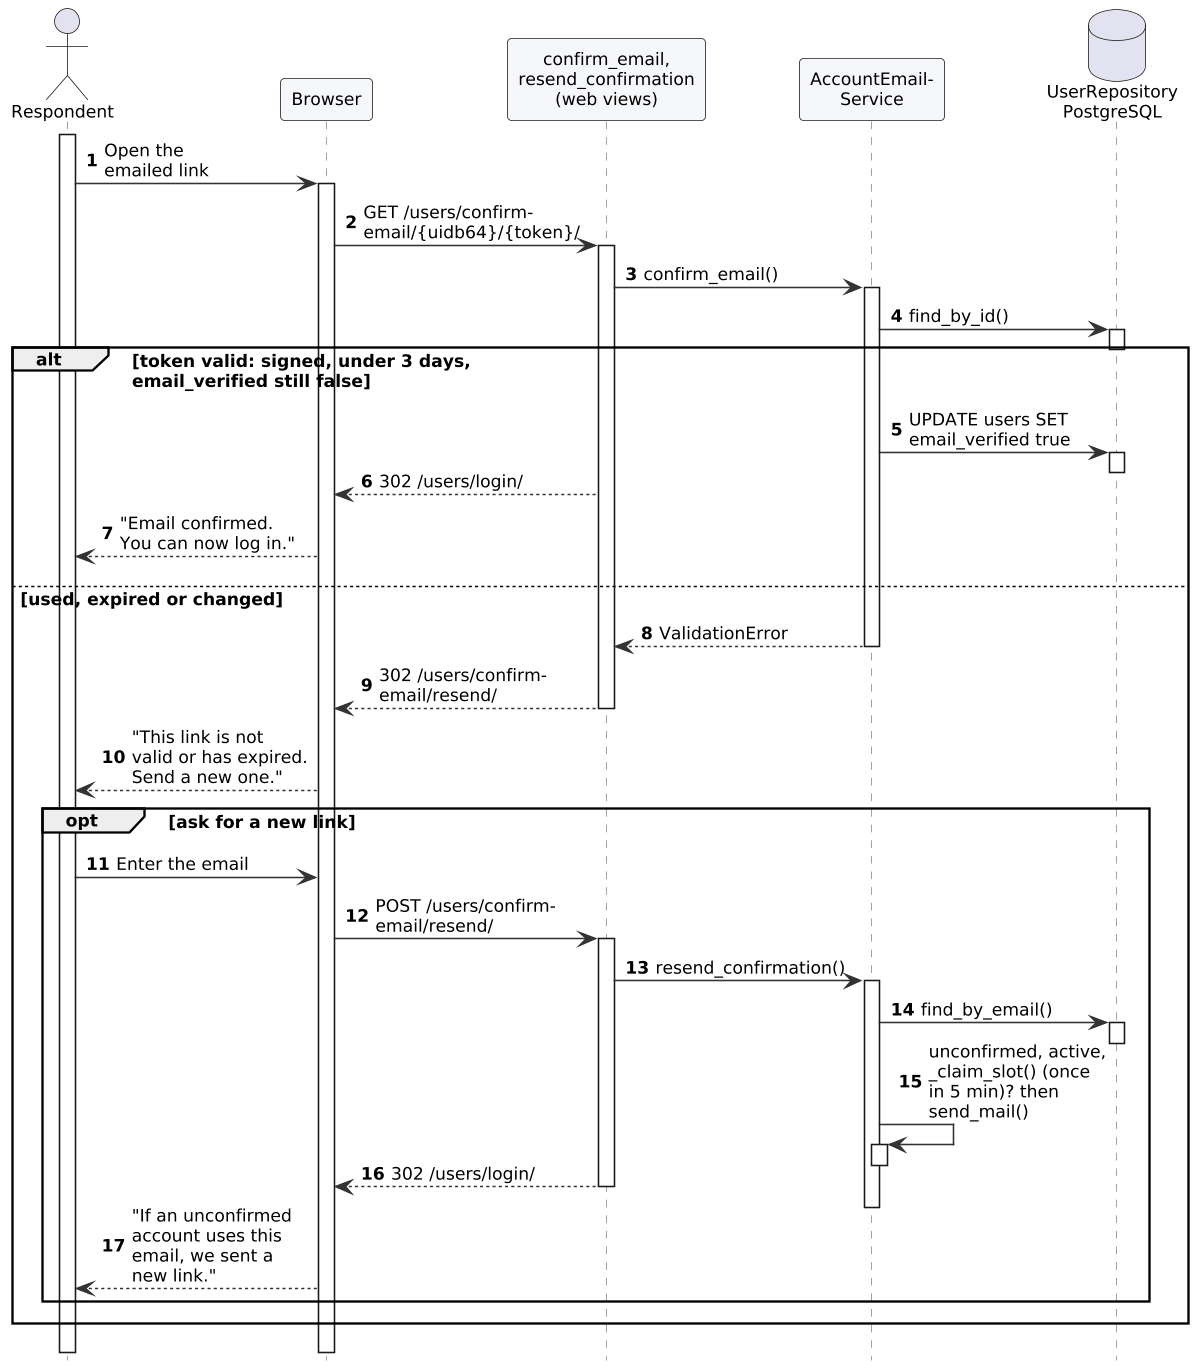 Respondent
Browser
confirm_email,
resend_confirmation
(web views)
AccountEmail-
Service
UserRepository
PostgreSQL
1 Open the
emailed link
2 GET /users/confirm-
email/{uidb64}/{token}/
3 confirm_email()
4 find_by_id()
alt [token valid: signed, under 3 days,
email_verified still false]
5 UPDATE users SET
email_verified true
6 302 /users/login/
7 "Email confirmed.
You can now log in."
[used, expired or changed]
8 ValidationError
9 302 /users/confirm-
email/resend/
10 "This link is not
valid or has expired.
Send a new one."
opt [ask for a new link]
11 Enter the email
12 POST /users/confirm-
email/resend/
13 resend_confirmation()
14 find_by_email()
15 unconfirmed, active,
_claim_slot() (once
in 5 min)? then
send_mail()
16 302 /users/login/
17 "If an unconfirmed
account uses this
email, we sent a
new link."